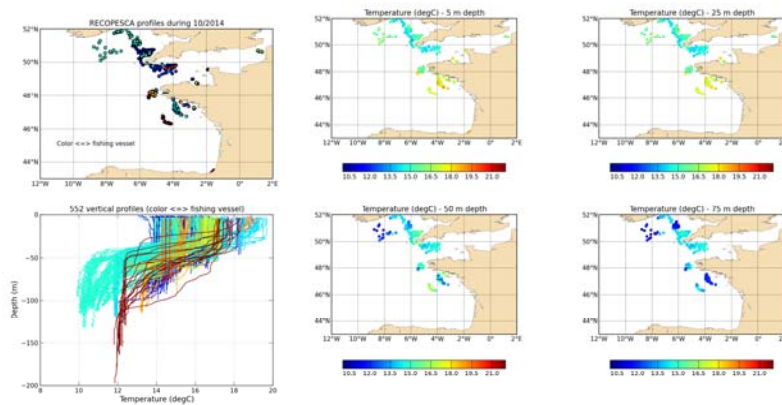 RECOPESCA profiles during 10/2014
52°N
50°N
48°N
46°N
44°N
Color <=> fishing vessel
12°W 10°W 8°W 6°W 4°W 2°W 0° 2°E
Temperature (degC) - 5 m depth
52°N
50°N
48°N
46°N
44°N
12°W 10°W 8°W 6°W 4°W 2°W 0° 2°E
10.5 12.0 13.5 15.0 16.5 18.0 19.5 21.0
Temperature (degC) - 25 m depth
52°N
50°N
48°N
46°N
44°N
12°W 10°W 8°W 6°W 4°W 2°W 0° 2
10.5 12.0 13.5 15.0 16.5 18.0 19.5 21.0
552 vertical profiles (color <=> fishing vessel)
0
−50
−100
−150
−200
Depth (m)
8 10 12 14 16 18 20
Temperature (degC)
Temperature (degC) - 50 m depth
52°N
50°N
48°N
46°N
44°N
12°W 10°W 8°W 6°W 4°W 2°W 0° 2°E
10.5 12.0 13.5 15.0 16.5 18.0 19.5 21.0
Temperature (degC) - 75 m depth
52°N
50°N
48°N
46°N
44°N
12°W 10°W 8°W 6°W 4°W 2°W 0° 2
10.5 12.0 13.5 15.0 16.5 18.0 19.5 21.0